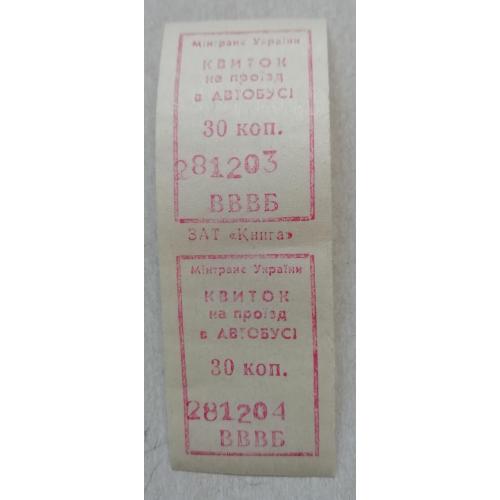 Мінтранс України
КВИТОК
на проїзд
в АВТОБУСІ
30 коп.
281203
ВВВБ
ЗАТ «Книга»
Мінтранс України
КВИТОК
на проїзд
в АВТОБУСІ
30 коп.
281204
ВВВБ